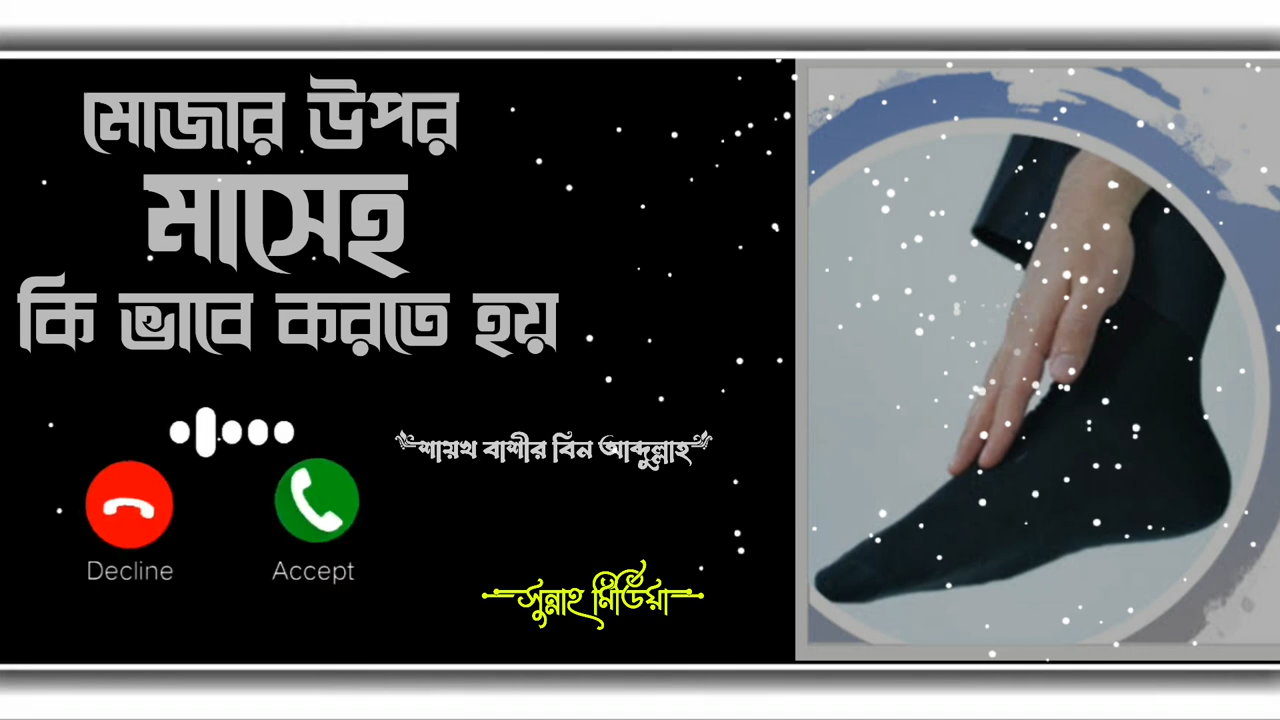 মোজার উপর
মাসেহ
কি ভাবে করতে হয়
শায়খ বাশীর বিন আব্দুল্লাহ
Decline
Accept
সুন্নাহ মিডিয়া